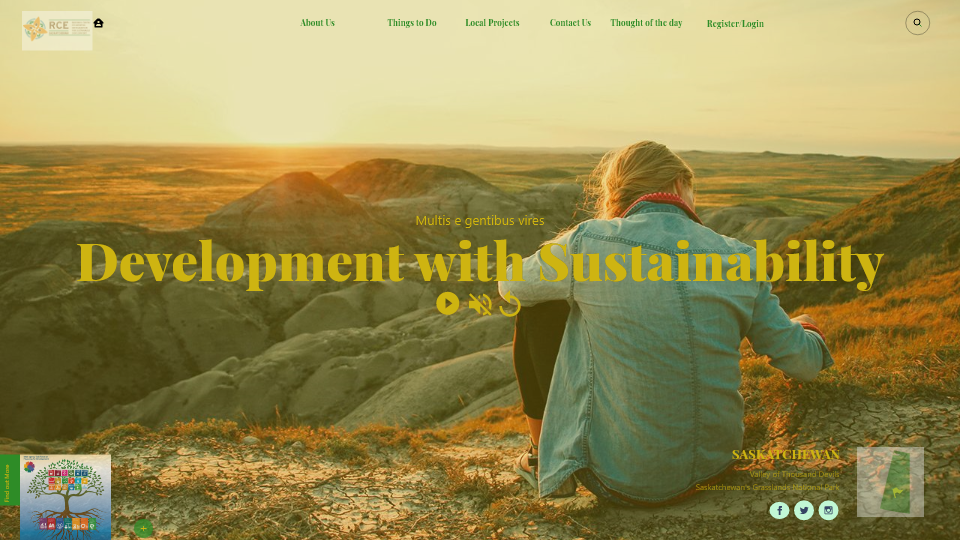 RCE
About Us
Things to Do
Local Projects
Contact Us
Thought of the day
Register/Login
Multis e gentibus vires
Development with Sustainability
SASKATCHEWAN
Valley of Thousand Devils
Saskatchewan's Grasslands National Park
Find out More